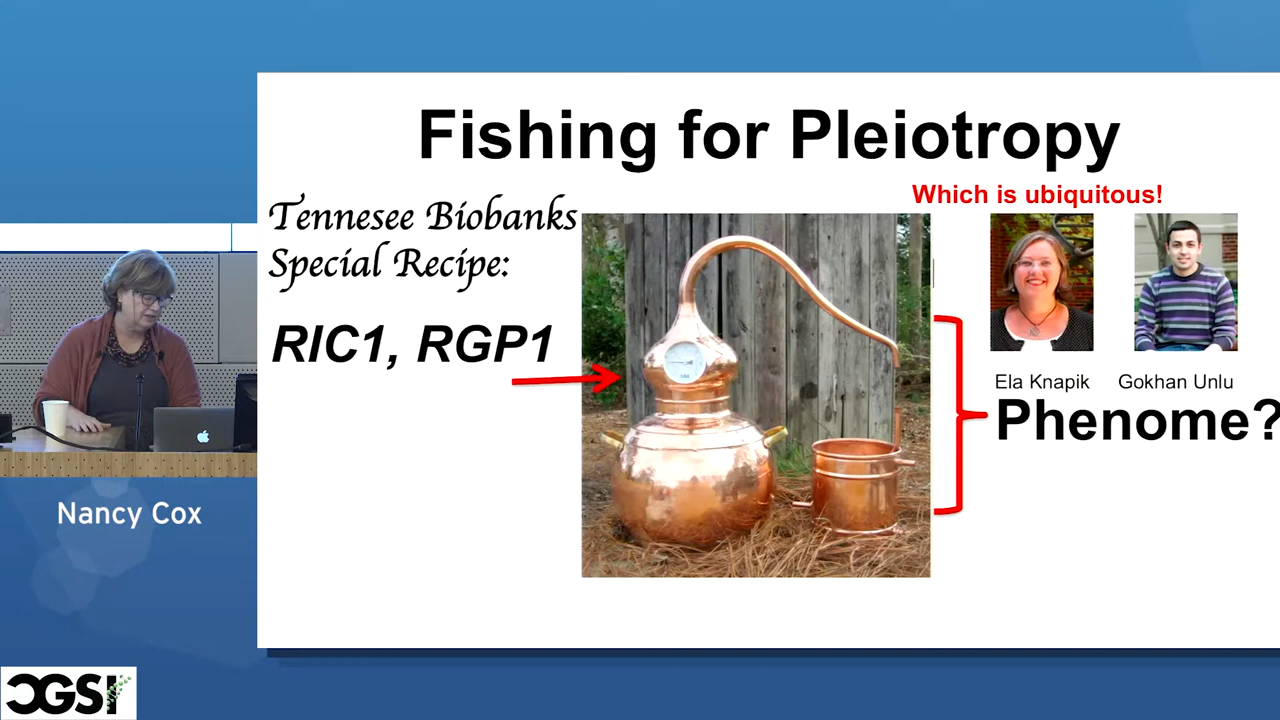 Fishing for Pleiotropy
Which is ubiquitous!
Tennesee Biobanks
Special Recipe:
RIC1, RGP1
Ela Knapik
Gokhan Unlu
Phenome?
Nancy Cox
CGSI